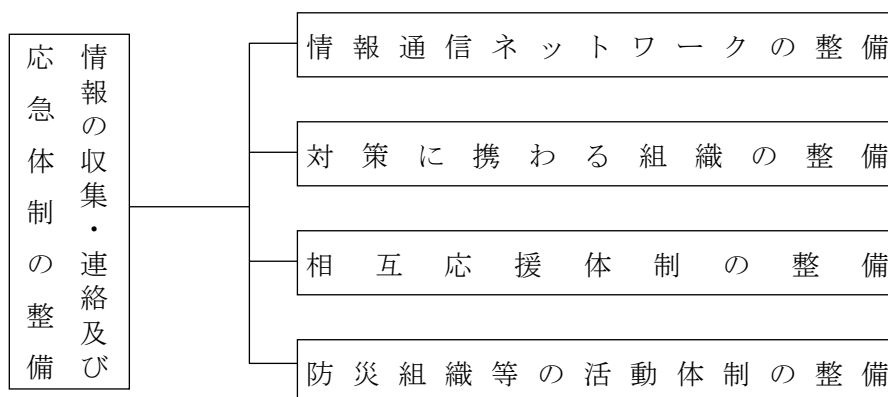 情報の収集・連絡及び
応急体制の整備
情報通信ネットワークの整備
対策に携わる組織の整備
相互応援体制の整備
防災組織等の活動体制の整備